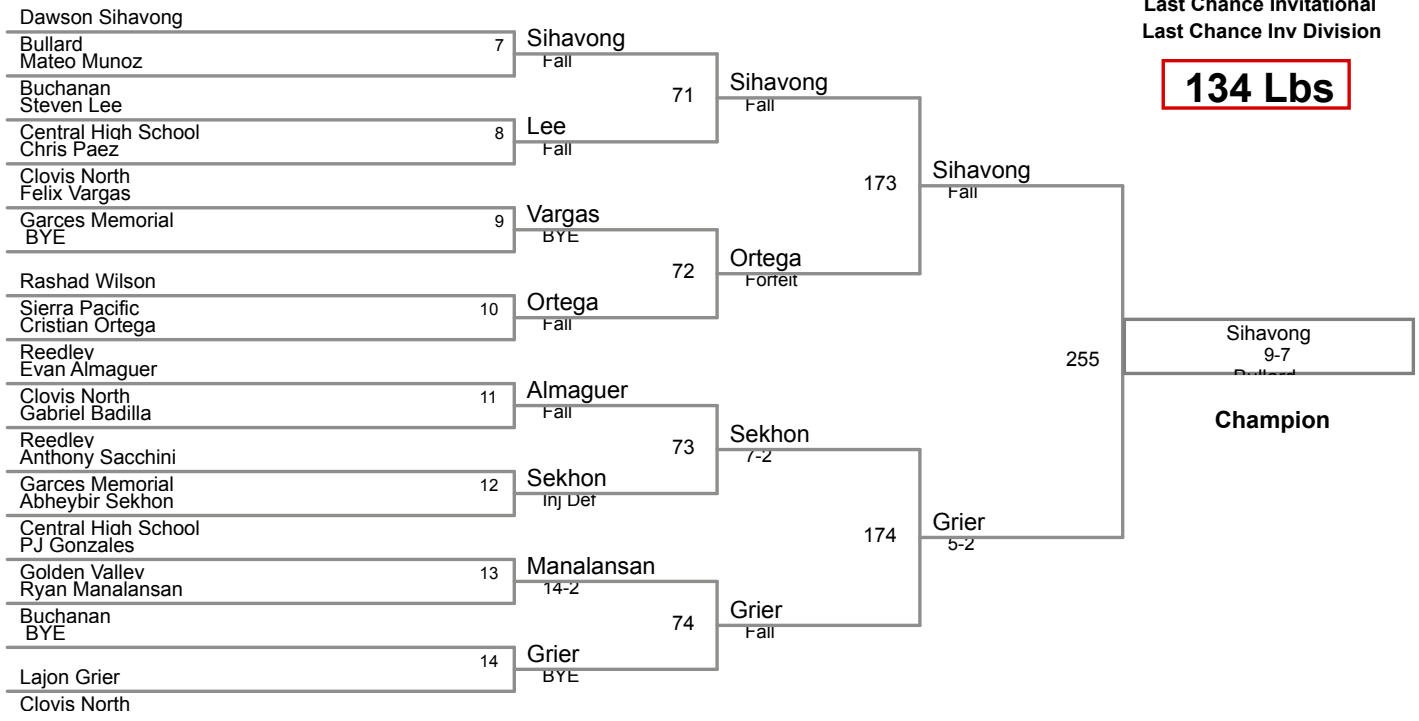 Last Chance Invitational
Last Chance Inv Division
134 Lbs
Dawson Sihavong
Bullard
Mateo Munoz
Buchanan
Steven Lee
Central High School
Chris Paez
Clovis North
Felix Vargas
Garces Memorial
BYE
Rashad Wilson
Sierra Pacific
Cristian Ortega
Reedley
Evan Almaguer
Clovis North
Gabriel Badilla
Reedley
Anthony Sacchini
Garces Memorial
Abheybir Sekhon
Central High School
PJ Gonzales
Golden Valley
Ryan Manalansan
Buchanan
BYE
Lajon Grier
Clovis North
7
8
9
10
11
12
13
14
Sihavong
Fall
Lee
Fall
Vargas
BYE
Ortega
Fall
Almaguer
Fall
Sekhon
Inj Def
Manalansan
14-2
Grier
BYE
71
72
73
74
Sihavong
Fall
Ortega
Forfeit
Sekhon
7-2
Grier
Fall
173
174
Sihavong
Fall
Grier
5-2
255
Sihavong
9-7
Bullard
Champion